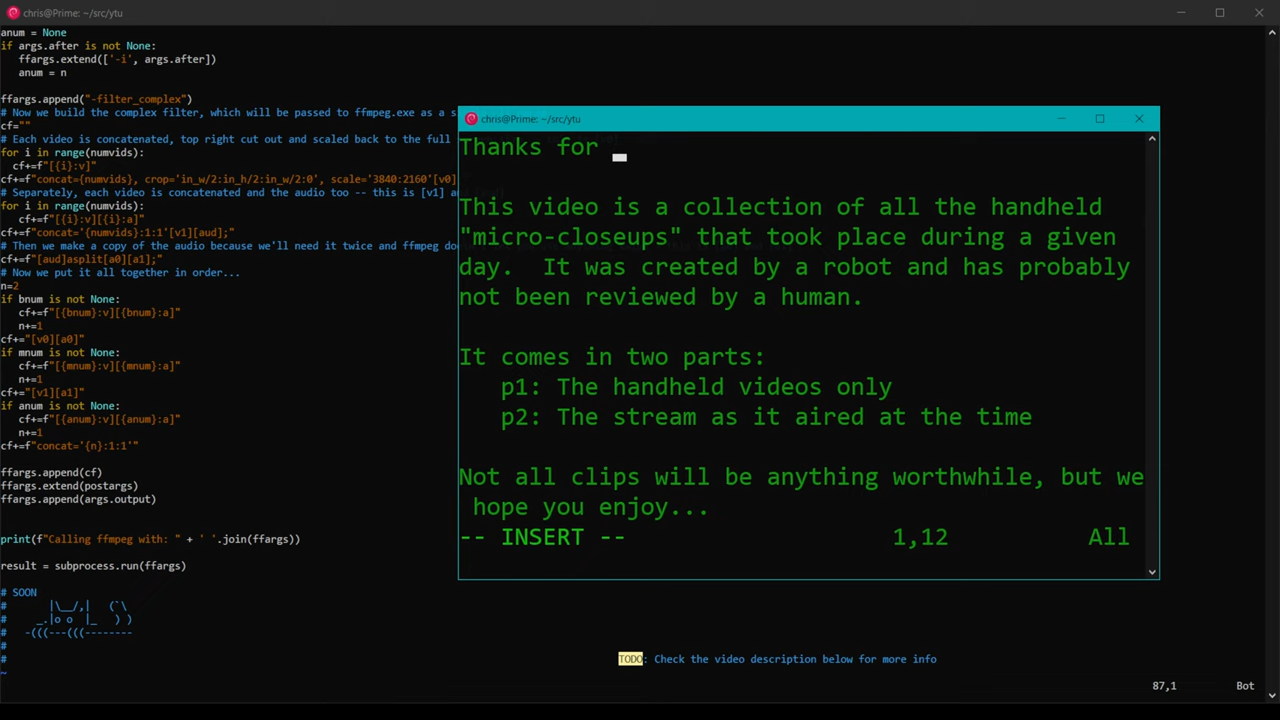 chris@Prime: ~/src/ytu
anum = None
if args.after is not None:
ffargs.extend(['-i', args.after])
anum = n
ffargs.append("-filter_complex")
# Now we build the complex filter, which will be passed to ffmpeg.exe as a s
cf=""
# Each video is concatenated, top right cut out and scaled back to the full
for i in range(numvids):
cf+=f"[{i}:v]"
cf+=f"concat={numvids}, crop='in_w/2:in_h/2:in_w/2:0', scale='3840:2160'[v0]
# Separately, each video is concatenated and the audio too -- this is [v1] a
for i in range(numvids):
cf+=f"[{i}:v][{i}:a]"
cf+=f"concat='{numvids}:1:1'[v1][aud];"
# Then we make a copy of the audio because we'll need it twice and ffmpeg do
cf+=f"[aud]asplit[a0][a1];"
# Now we put it all together in order...
n=2
if bnum is not None:
cf+=f"[{bnum}:v][{bnum}:a]"
n+=1
cf+="[v0][a0]"
if mnum is not None:
cf+=f"[{mnum}:v][{mnum}:a]"
n+=1
cf+="[v1][a1]"
if anum is not None:
cf+=f"[{anum}:v][{anum}:a]"
n+=1
cf+=f"concat='{n}:1:1'"
ffargs.append(cf)
ffargs.extend(postargs)
ffargs.append(args.output)
print(f"Calling ffmpeg with: " + ' '.join(ffargs))
result = subprocess.run(ffargs)
# SOON
#      |\__/,|   (`\
#    _.|o o  |_   ) )
#   -(((---(((--------
#
#
~
chris@Prime: ~/src/ytu
Thanks for
This video is a collection of all the handheld
"micro-closeups" that took place during a given
day.  It was created by a robot and has probably
not been reviewed by a human.
It comes in two parts:
p1: The handheld videos only
p2: The stream as it aired at the time
Not all clips will be anything worthwhile, but we
hope you enjoy...
-- INSERT -- 1,12 All
TODO: Check the video description below for more info
87,1 Bot